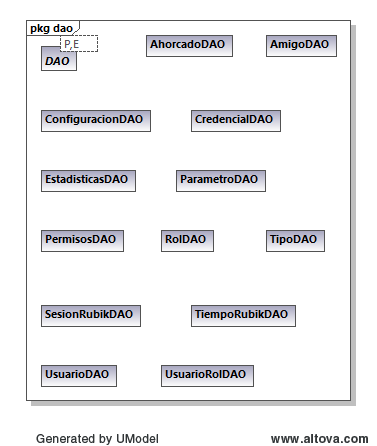 pkg dao
P,E
DAO
AhorcadoDAO
AmigoDAO
ConfiguracionDAO
CredencialDAO
EstadisticasDAO
ParametroDAO
PermisosDAO
RolDAO
TipoDAO
SesionRubikDAO
TiempoRubikDAO
UsuarioDAO
UsuarioRolDAO
Generated by UModel
www.altova.com